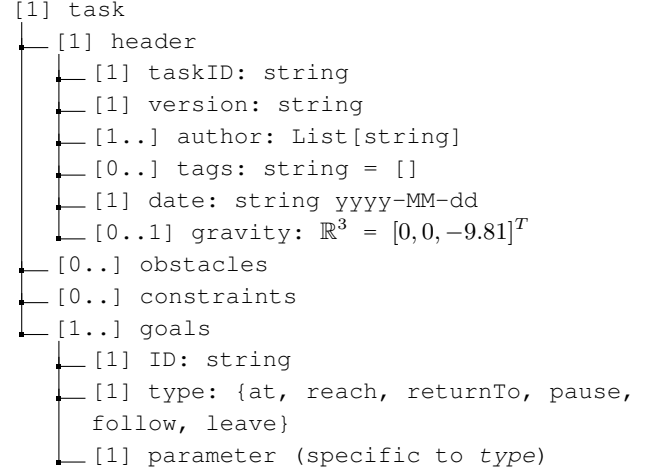 [1] task
[1] header
[1] taskID: string
[1] version: string
[1..] author: List[string]
[0..] tags: string = []
[1] date: string yyyy-MM-dd
[0..1] gravity: ℝ³ = [0, 0, −9.81]ᵀ
[0..] obstacles
[0..] constraints
[1..] goals
[1] ID: string
[1] type: {at, reach, returnTo, pause,
follow, leave}
[1] parameter (specific to type)